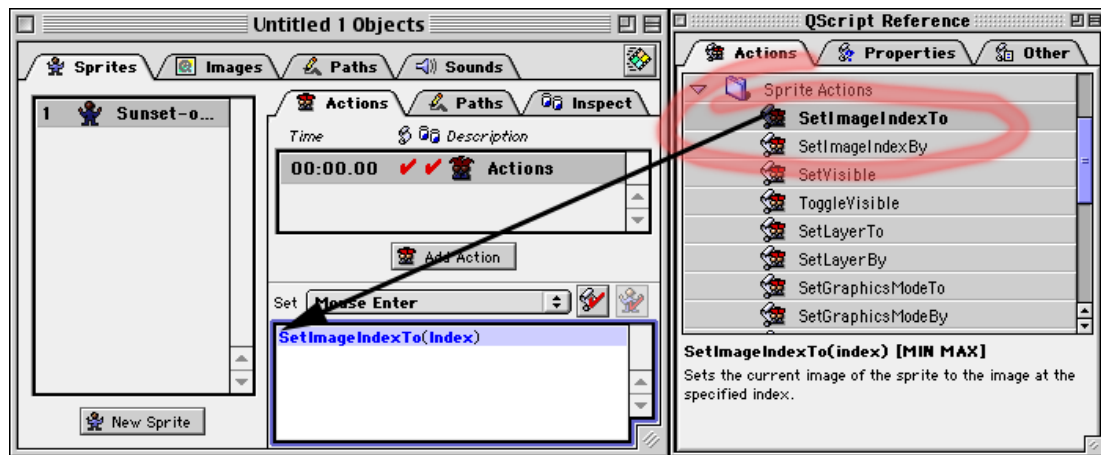 Untitled 1 Objects
Sprites Images Paths Sounds
1 Sunset-o...
New Sprite
Actions Paths Inspect
Time Description
00:00.00 Actions
Add Action
Set Mouse Enter
SetImageIndexTo(Index)
QScript Reference
Actions Properties Other
Sprite Actions
SetImageIndexTo
SetImageIndexBy
SetVisible
ToggleVisible
SetLayerTo
SetLayerBy
SetGraphicsModeTo
SetGraphicsModeBy
SetImageIndexTo(index) [MIN MAX]
Sets the current image of the sprite to the image at the
specified index.